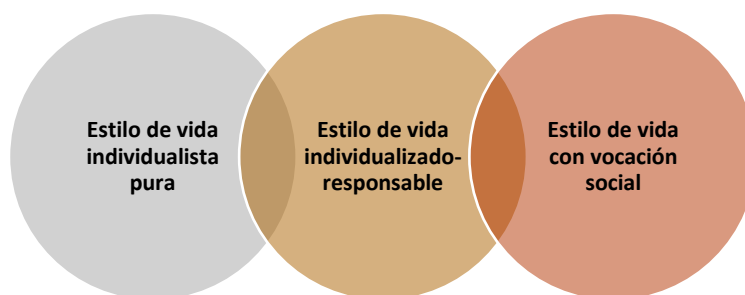 Estilo de vida
individualista
pura
Estilo de vida
individualizado-
responsable
Estilo de vida
con vocación
social